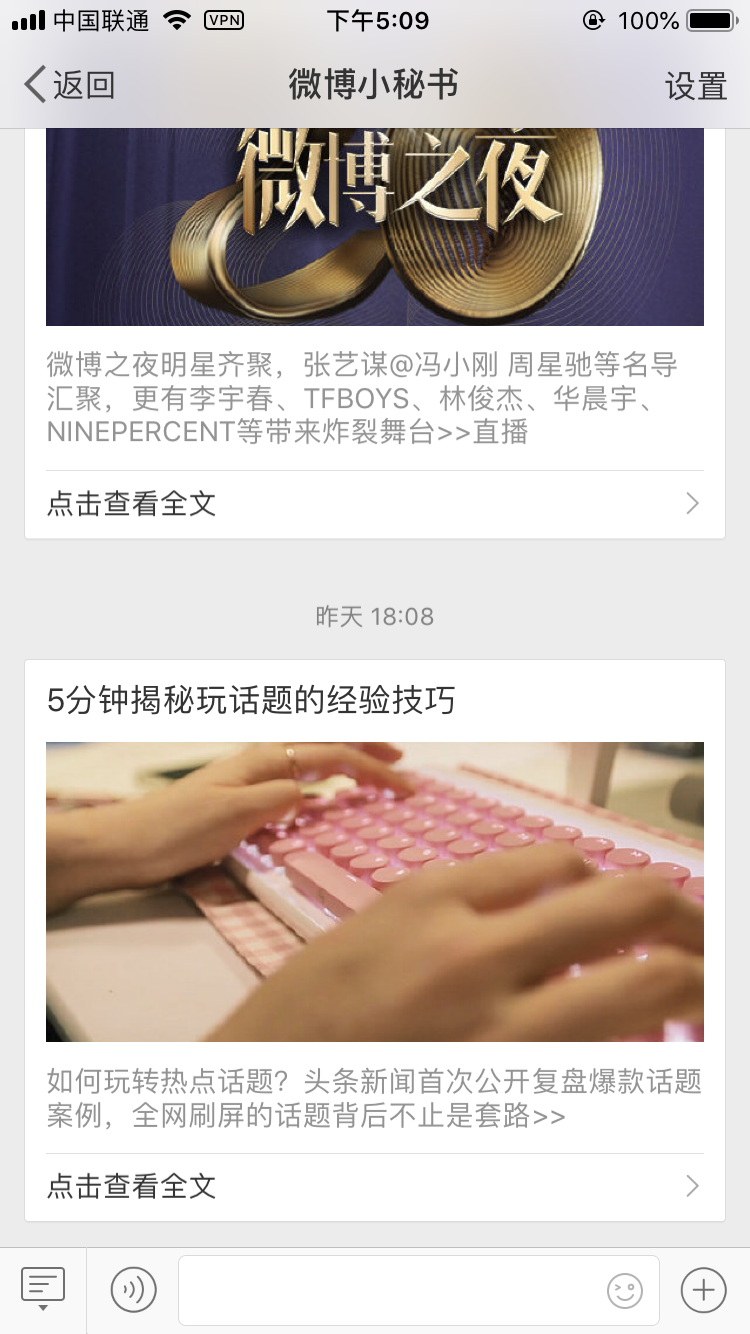 中国联通 VPN 下午5:09 100%
返回 微博小秘书 设置
微博之夜
微博之夜明星齐聚，张艺谋@冯小刚 周星驰等名导
汇聚，更有李宇春、TFBOYS、林俊杰、华晨宇、
NINEPERCENT等带来炸裂舞台>>直播
点击查看全文
昨天 18:08
5分钟揭秘玩话题的经验技巧
如何玩转热点话题？头条新闻首次公开复盘爆款话题
案例，全网刷屏的话题背后不止是套路>>
点击查看全文